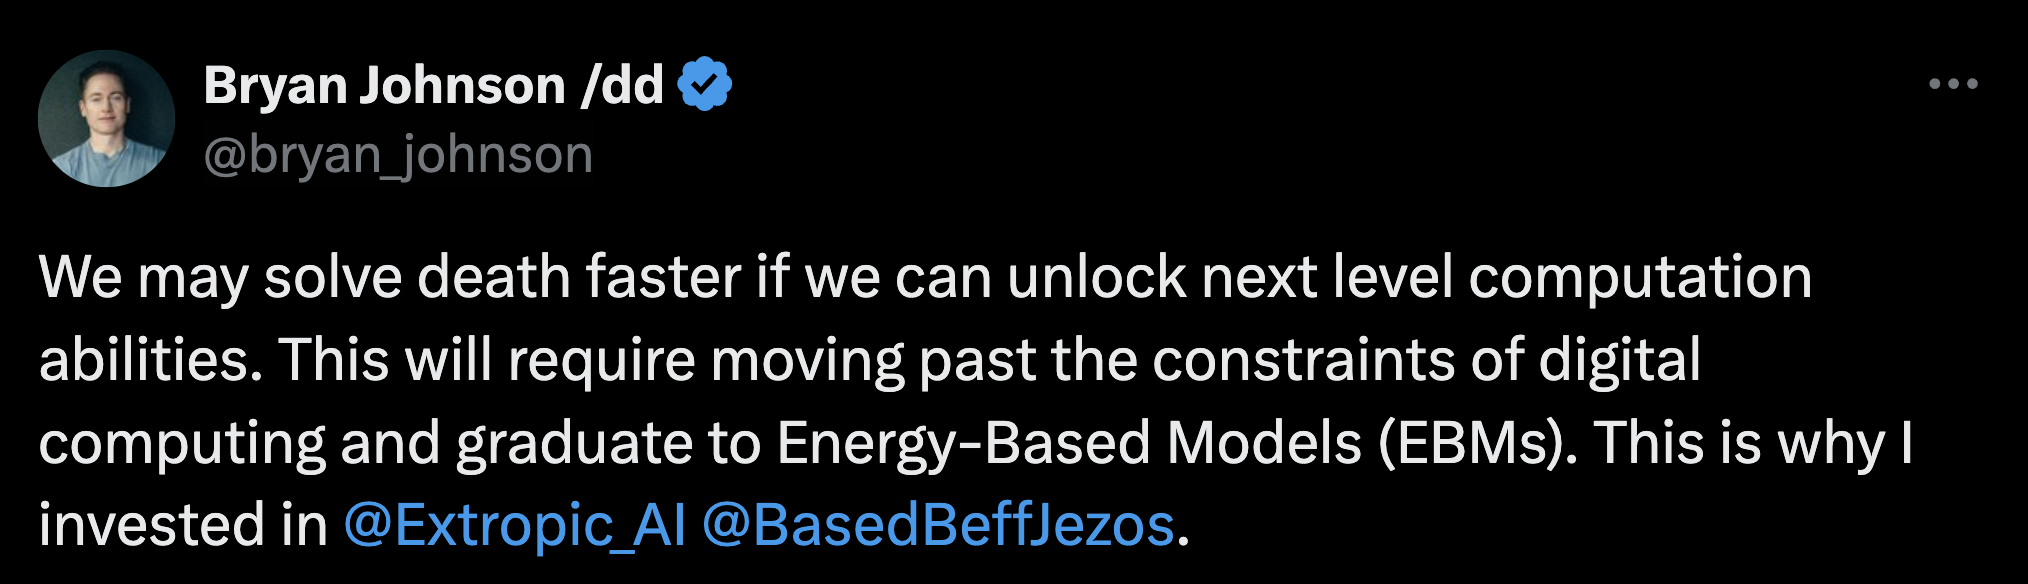 Bryan Johnson /dd
@bryan_johnson
We may solve death faster if we can unlock next level computation
abilities. This will require moving past the constraints of digital
computing and graduate to Energy-Based Models (EBMs). This is why I
invested in @Extropic_AI @BasedBeffJezos.